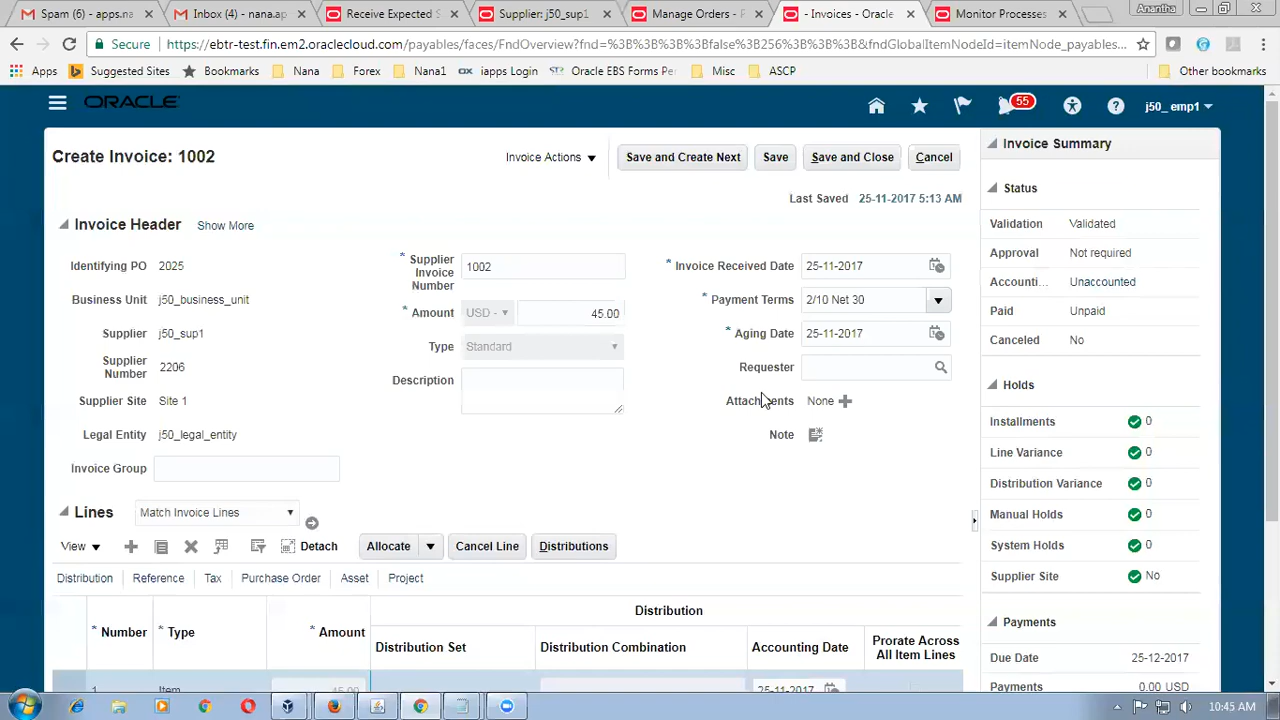 Spam (6) - apps.na
Inbox (4) - nana.ap
Receive Expected S
Supplier: j50_sup1
Manage Orders - P
- Invoices - Oracle
Monitor Processes
Anantha
Secure https://ebtr-test.fin.em2.oraclecloud.com/payables/faces/FndOverview?fnd=%3B%3B%3B%3Bfalse%3B256%3B%3B%3B&fndGlobalItemNodeId=itemNode_payables...
Apps Suggested Sites Bookmarks Nana Forex Nana1 iapps Login Oracle EBS Forms Pe Misc ASCP Other bookmarks
ORACLE
55
j50_ emp1
Create Invoice: 1002
Invoice Actions
Save and Create Next
Save
Save and Close
Cancel
Last Saved 25-11-2017 5:13 AM
Invoice Header Show More
Identifying PO 2025
Business Unit j50_business_unit
Supplier j50_sup1
Supplier Number 2206
Supplier Site Site 1
Legal Entity j50_legal_entity
Invoice Group
* Supplier Invoice Number 1002
* Amount USD - 45.00
Type Standard
Description
* Invoice Received Date 25-11-2017
* Payment Terms 2/10 Net 30
* Aging Date 25-11-2017
Requester
Attachments None
Note
Lines Match Invoice Lines
View Detach Allocate Cancel Line Distributions
Distribution Reference Tax Purchase Order Asset Project
* Number * Type * Amount
Distribution
Distribution Set Distribution Combination Accounting Date Prorate Across All Item Lines
1 Item 45.00 25-11-2017
Invoice Summary
Status
Validation Validated
Approval Not required
Accounti... Unaccounted
Paid Unpaid
Canceled No
Holds
Installments 0
Line Variance 0
Distribution Variance 0
Manual Holds 0
System Holds 0
Supplier Site No
Payments
Due Date 25-12-2017
Payments 0.00 USD
10:45 AM